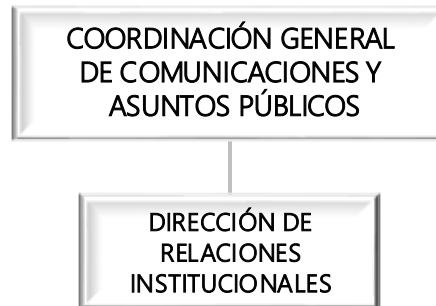 COORDINACIÓN GENERAL
DE COMUNICACIONES Y
ASUNTOS PÚBLICOS
DIRECCIÓN DE
RELACIONES
INSTITUCIONALES